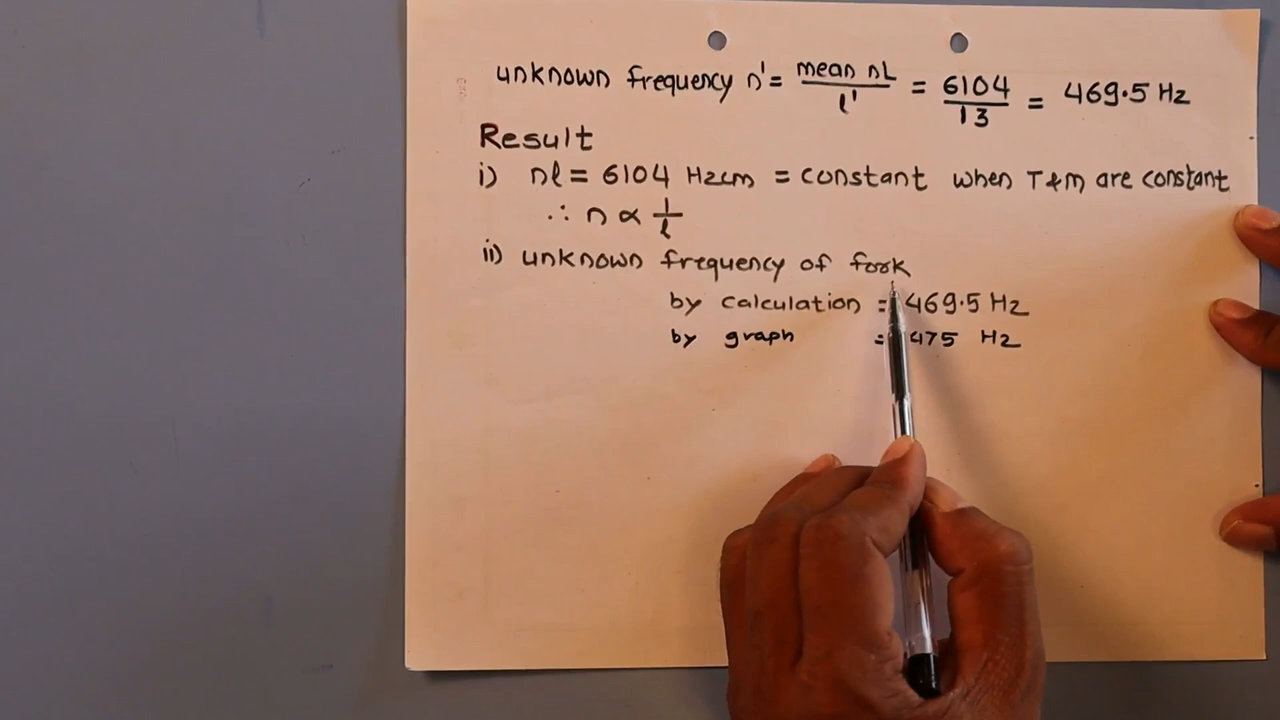 unknown frequency n' = mean nL / l' = 6104 / 13 = 469.5 Hz
Result
i) nl = 6104 Hzcm = constant when T & m are constant
∴ n ∝ 1/l
ii) unknown frequency of fork
by calculation = 469.5 Hz
by graph = 475 Hz